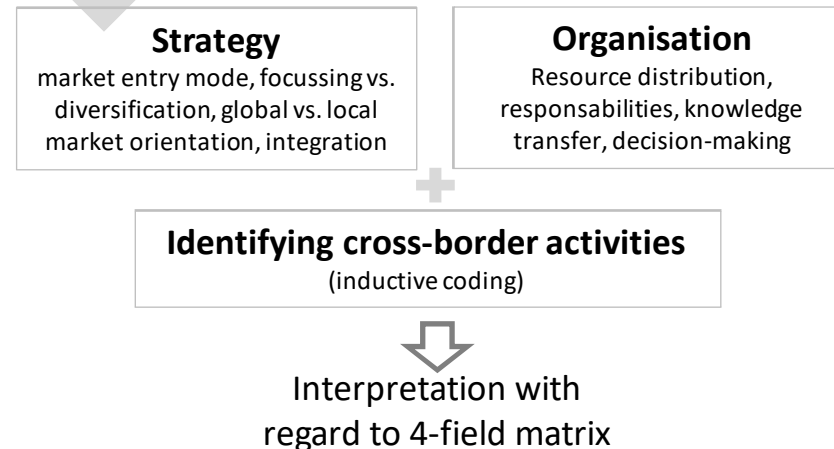 Strategy
market entry mode, focussing vs.
diversification, global vs. local
market orientation, integration
Organisation
Resource distribution,
responsabilities, knowledge
transfer, decision-making
Identifying cross-border activities
(inductive coding)
Interpretation with
regard to 4-field matrix